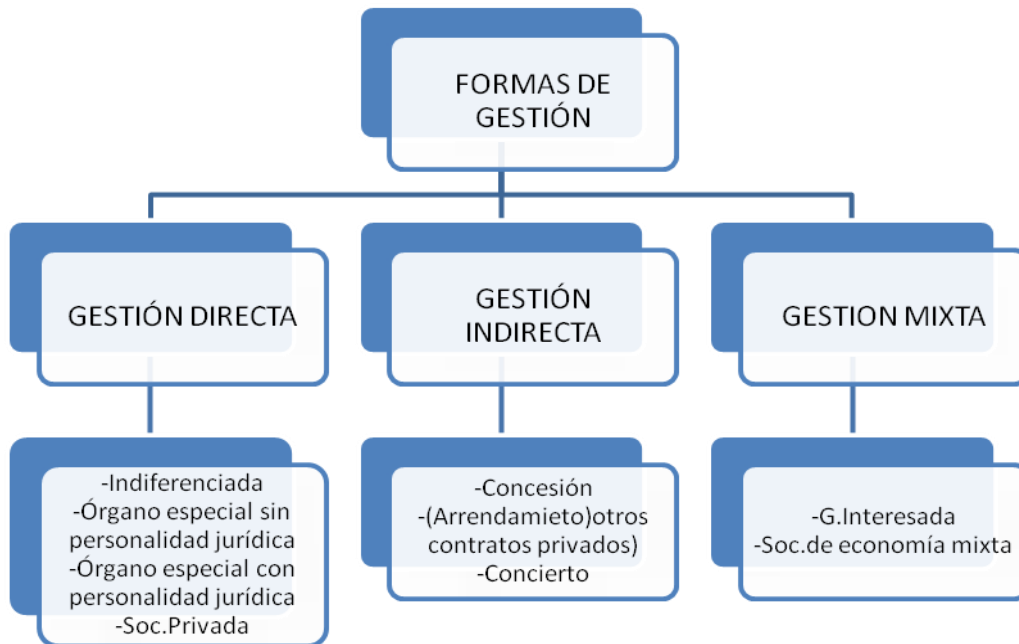 FORMAS DE
GESTIÓN
GESTIÓN DIRECTA
GESTIÓN
INDIRECTA
GESTION MIXTA
-Indiferenciada
-Órgano especial sin
personalidad jurídica
-Órgano especial con
personalidad jurídica
-Soc.Privada
-Concesión
-(Arrendamieto)otros
contratos privados)
-Concierto
-G.Interesada
-Soc.de economía mixta